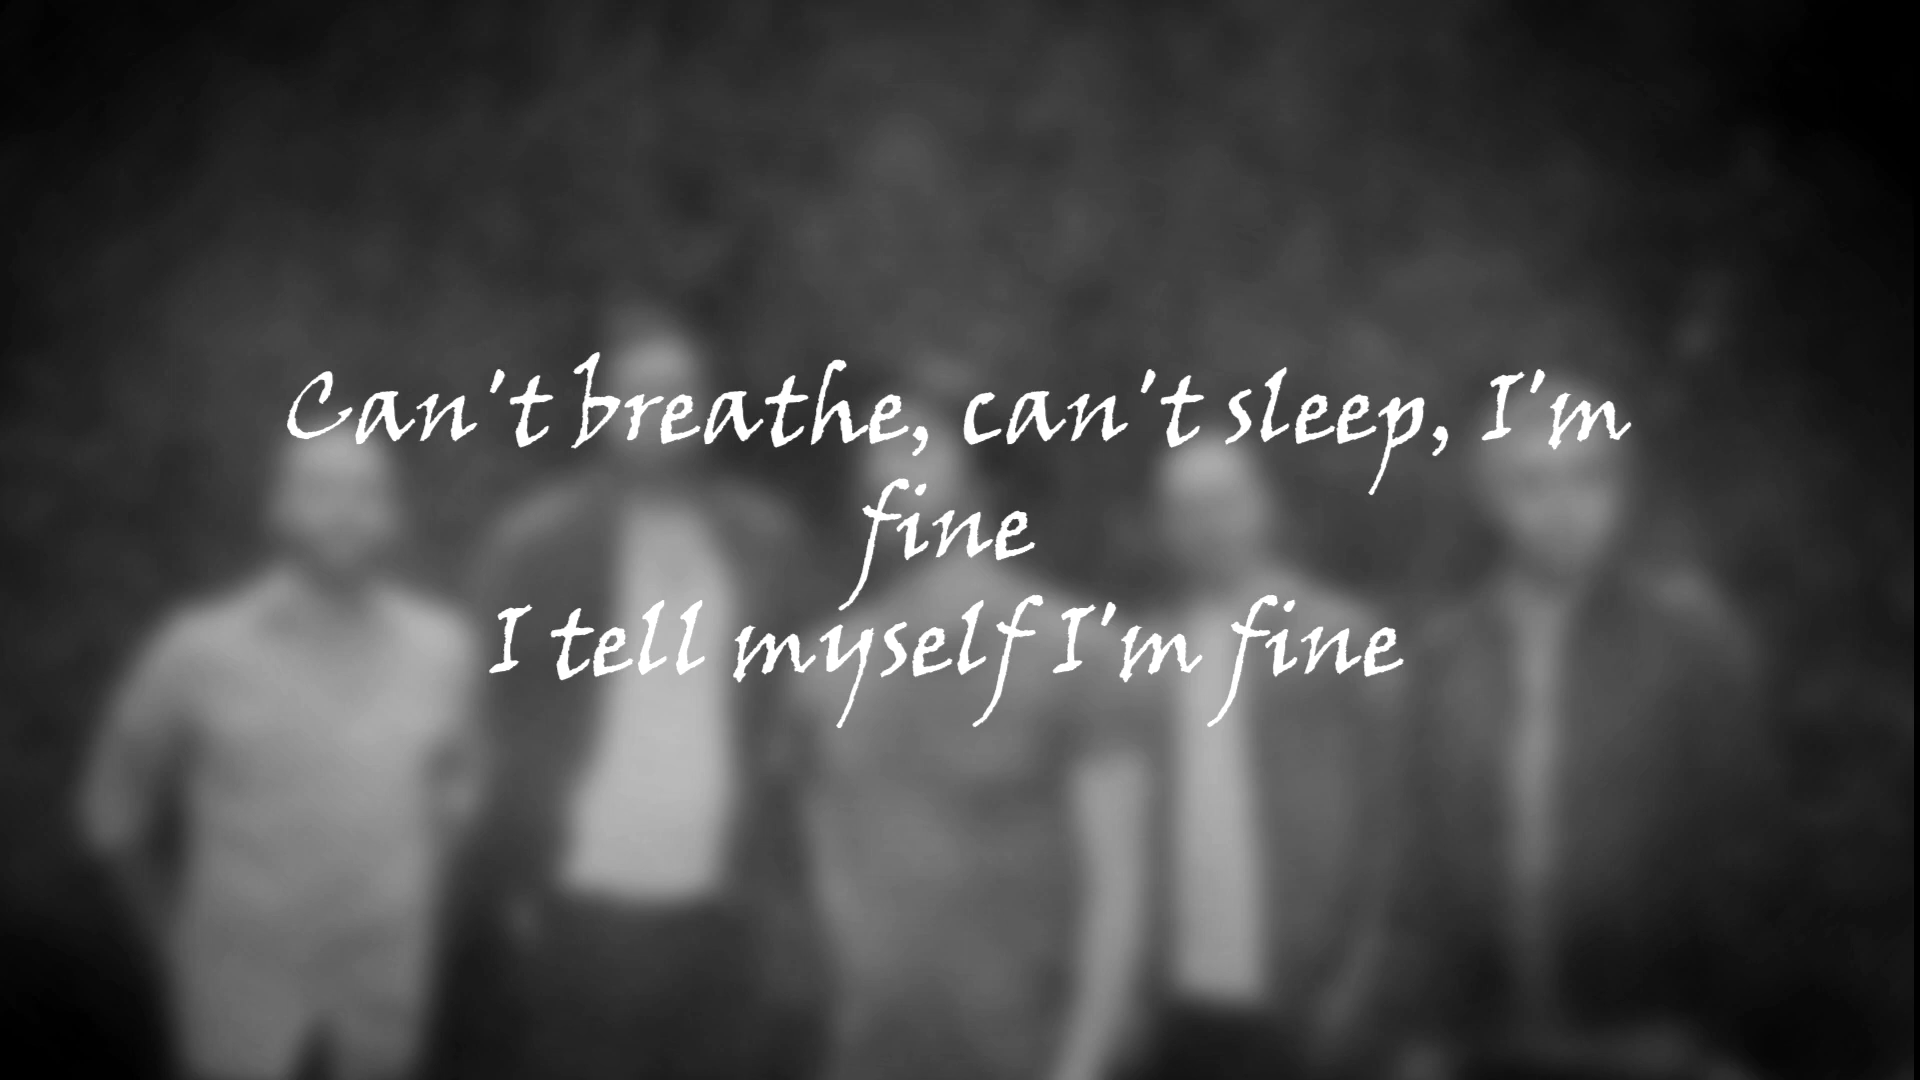 Can't breathe, can't sleep, I'm
fine
I tell myself I'm fine